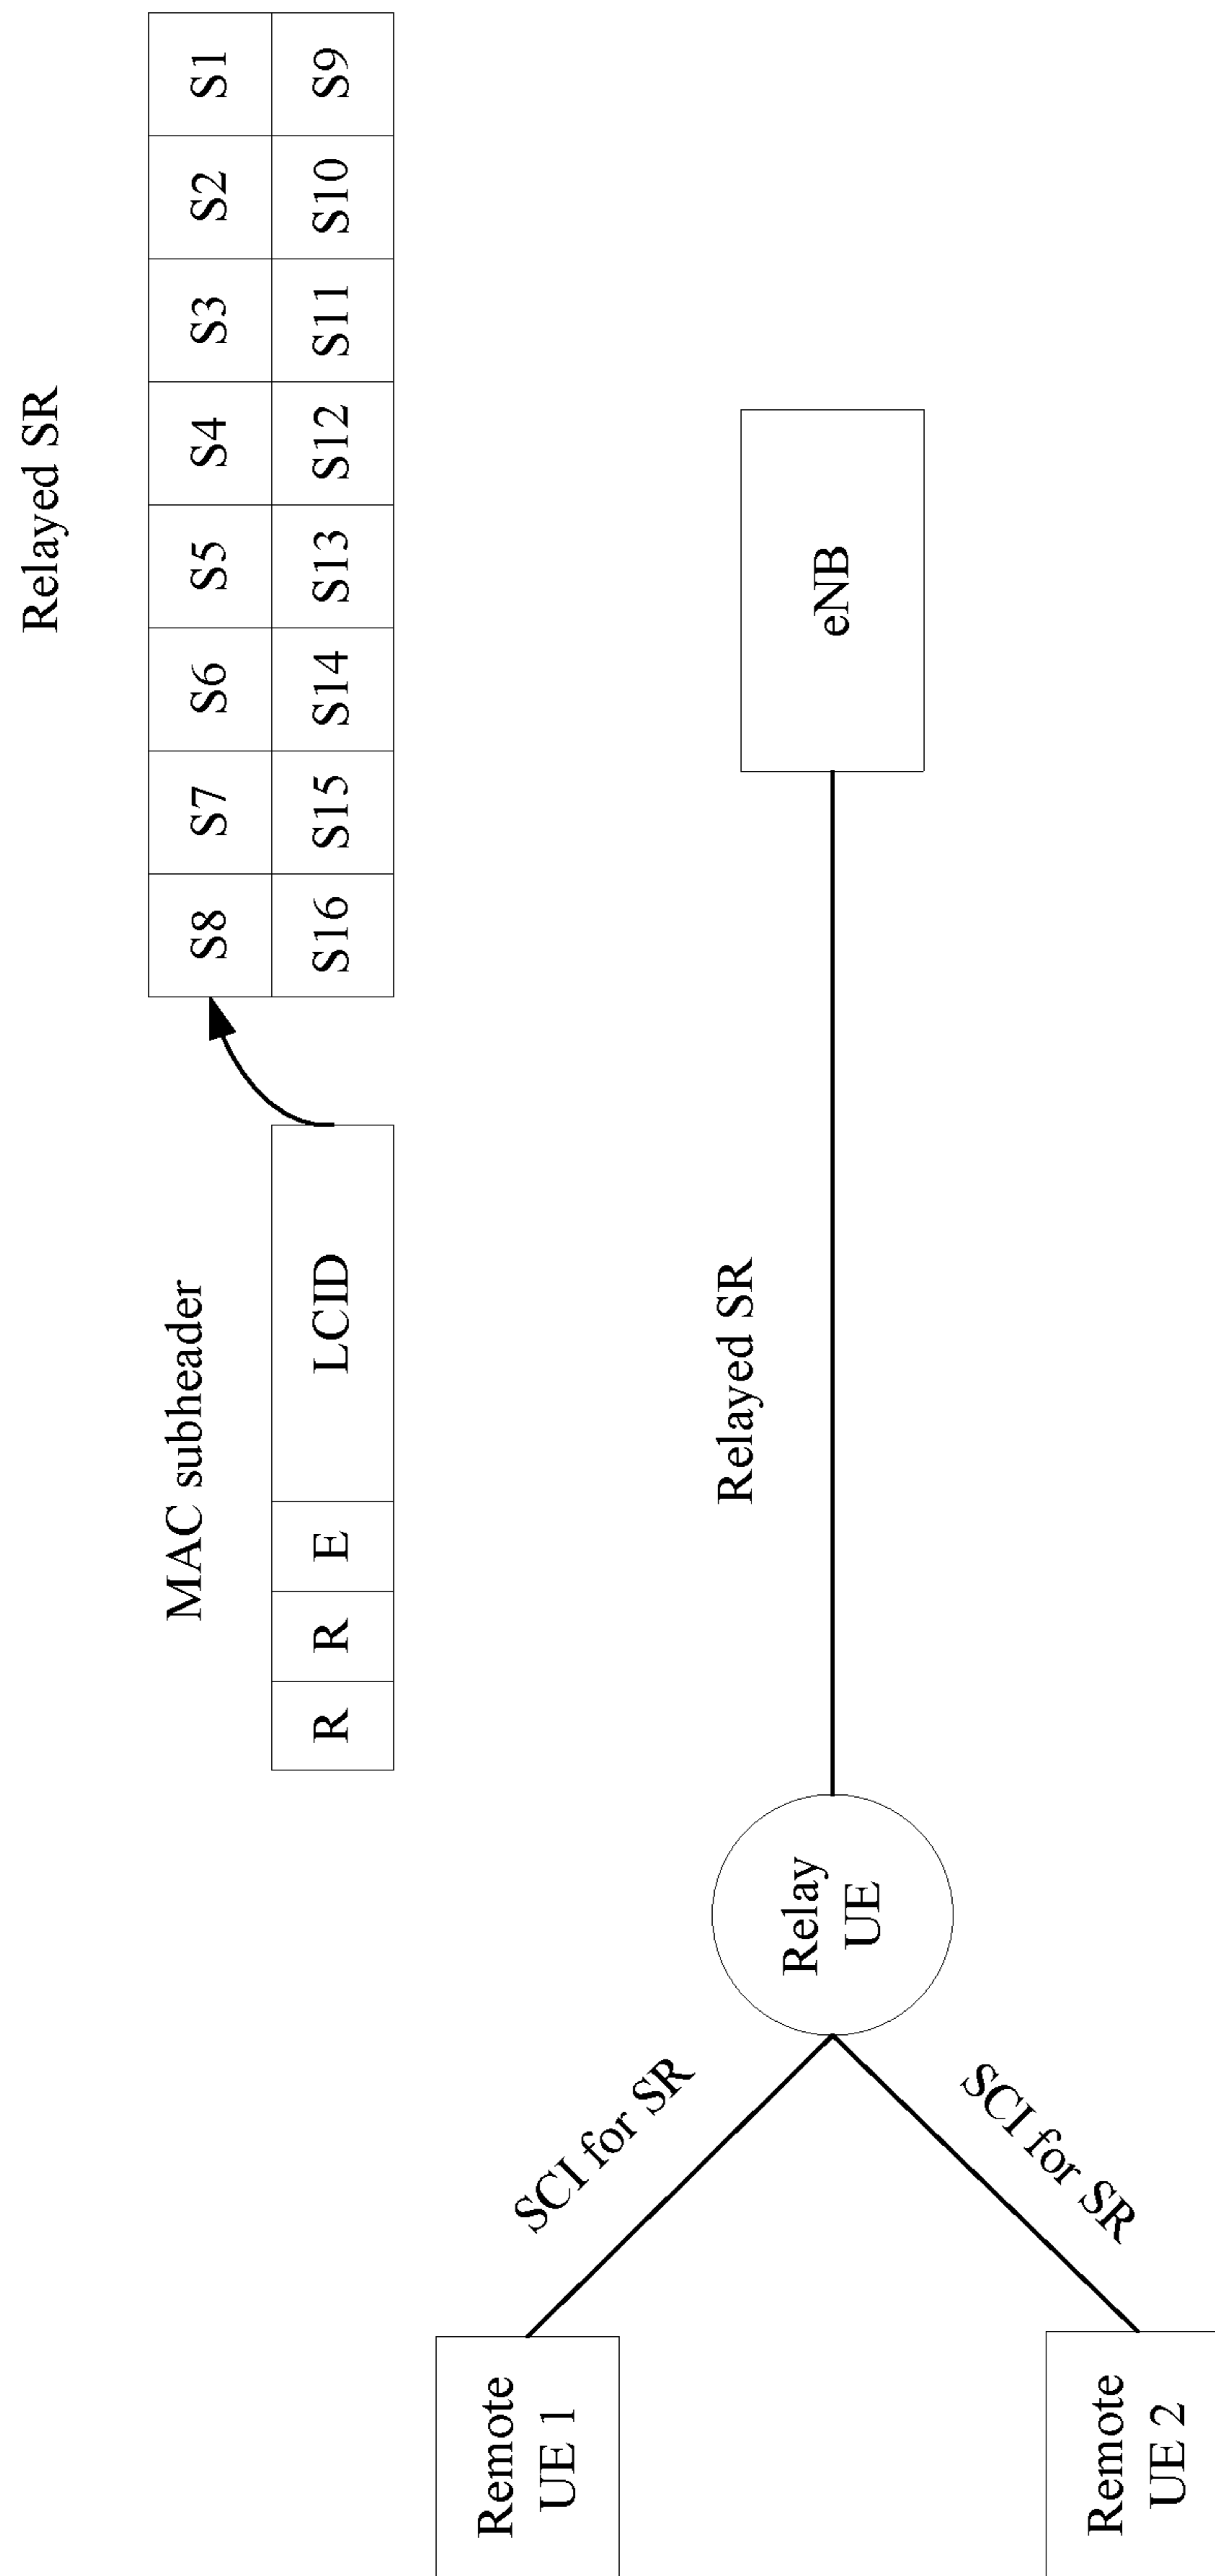 Relayed SR
MAC subheader
S8 S7 S6 S5 S4 S3 S2 S1
R R E LCID
S16 S15 S14 S13 S12 S11 S10 S9
Remote
UE 1
SCI for SR
Relayed SR
Relay
UE
eNB
SCI for SR
Remote
UE 2